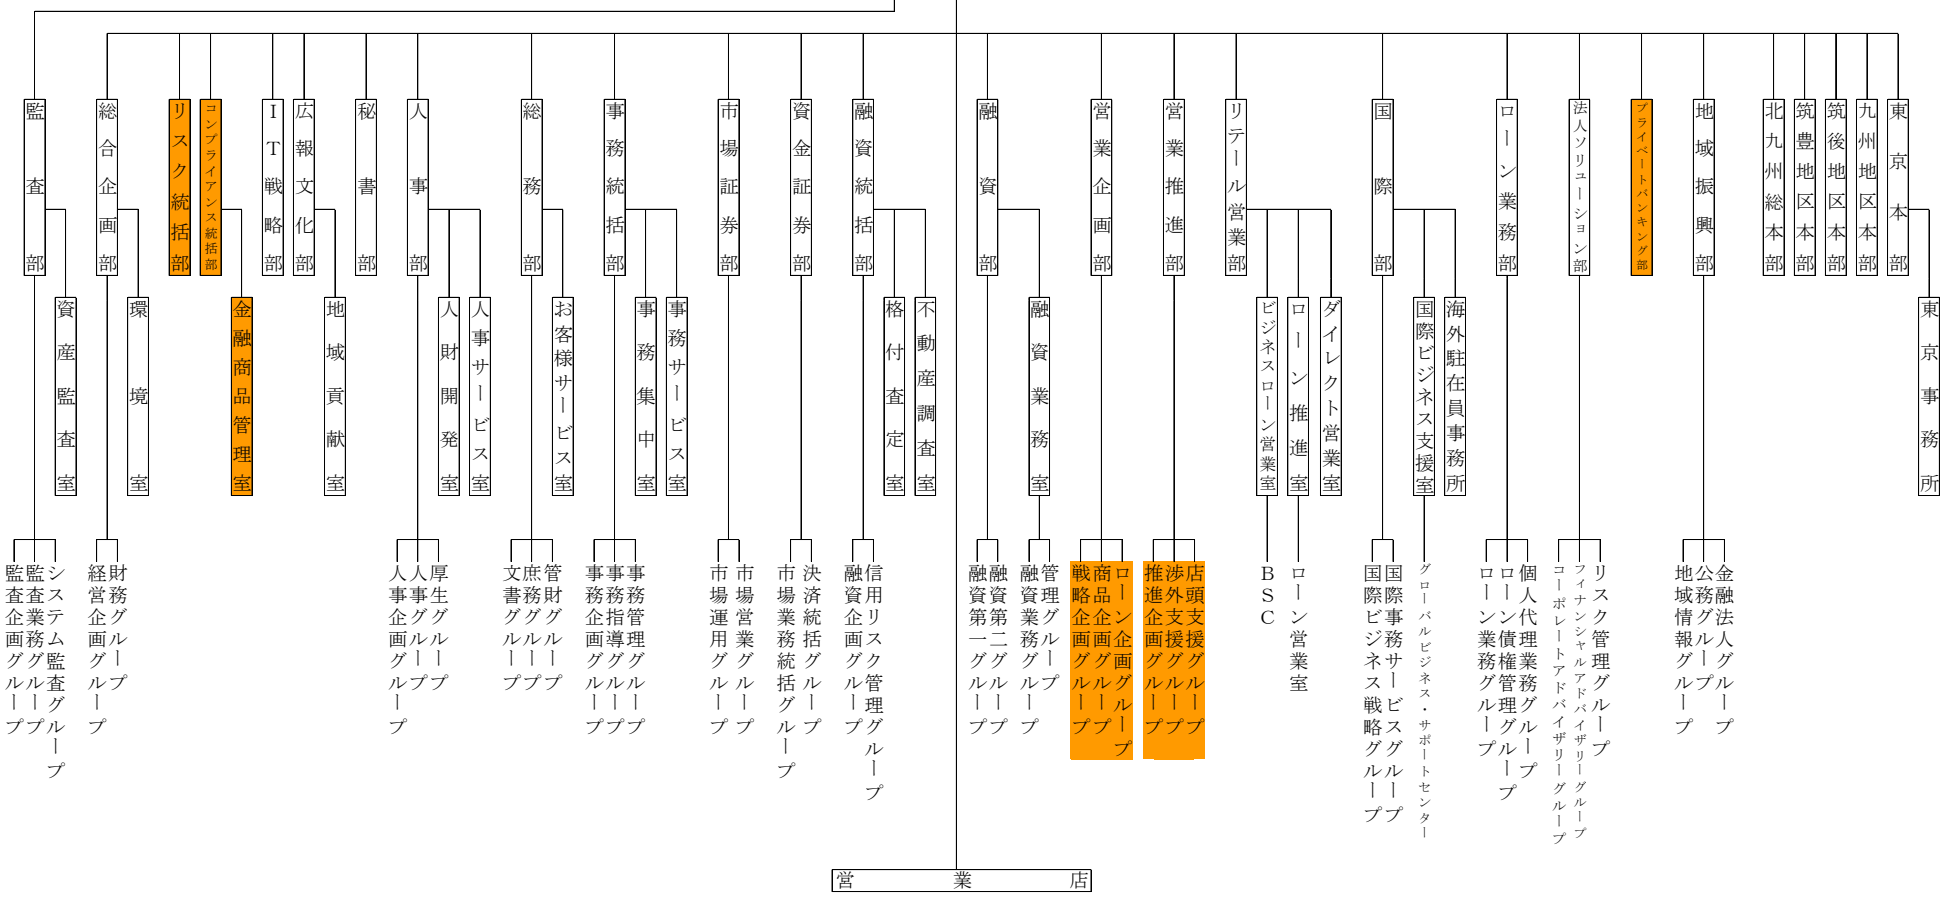 監査部
総合企画部
リスク統括部
コンプライアンス統括部
ＩＴ戦略部
広報文化部
秘書部
人事部
総務部
事務統括部
市場証券部
資金証券部
融資統括部
融資部
営業企画部
営業推進部
リテール営業部
国際部
ローン業務部
法人ソリューション部
プライベートバンキング部
地域振興部
北九州総本部
筑豊地区本部
筑後地区本部
九州地区本部
東京本部
資産監査室
環境室
金融商品管理室
地域貢献室
人財開発室
人事サービス室
お客様サービス室
事務集中室
事務サービス室
格付査定室
不動産調査室
融資業務室
ビジネスローン営業室
ローン推進室
ダイレクト営業室
国際ビジネス支援室
海外駐在員事務所
東京事務所
監査企画グループ
監査業務グループ
システム監査グループ
経営企画グループ
財務グループ
人事企画グループ
人事グループ
厚生グループ
文書グループ
庶務グループ
管財グループ
事務企画グループ
事務指導グループ
事務管理グループ
市場運用グループ
市場営業グループ
市場業務統括グループ
決済統括グループ
融資企画グループ
信用リスク管理グループ
融資第一グループ
融資第二グループ
融資業務グループ
管理グループ
戦略企画グループ
商品企画グループ
ローン企画グループ
推進企画グループ
渉外支援グループ
店頭支援グループ
ＢＳＣ
ローン営業室
国際ビジネス戦略グループ
国際事務サービスグループ
グローバルビジネス・サポートセンター
ローン業務グループ
ローン債権管理グループ
個人代理業務グループ
コーポレートアドバイザリーグループ
フィナンシャルアドバイザリーグループ
リスク管理グループ
地域情報グループ
公務グループ
金融法人グループ
営業店